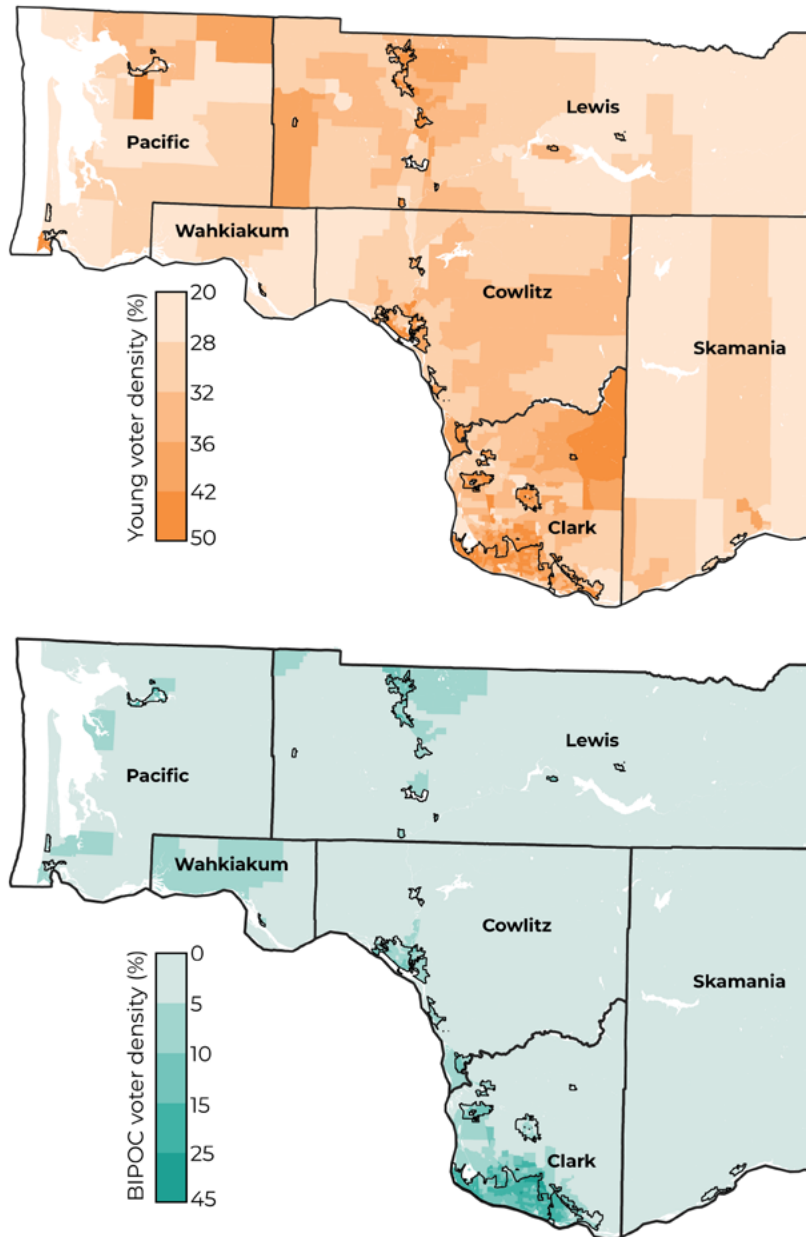 Lewis
Pacific
Wahkiakum
Cowlitz
Skamania
Clark
Young voter density (%)
20
28
32
36
42
50
Lewis
Pacific
Wahkiakum
Cowlitz
Skamania
Clark
BIPOC voter density (%)
0
5
10
15
25
45